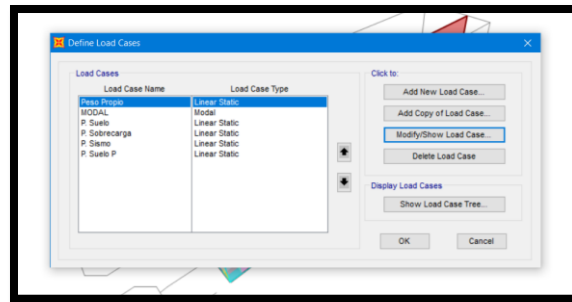 Define Load Cases
Load Cases
Load Case Name Load Case Type
Peso Propio Linear Static
MODAL Modal
P. Suelo Linear Static
P. Sobrecarga Linear Static
P. Sismo Linear Static
P. Suelo P Linear Static
Click to:
Add New Load Case...
Add Copy of Load Case...
Modify/Show Load Case...
Delete Load Case
Display Load Cases
Show Load Case Tree...
OK Cancel